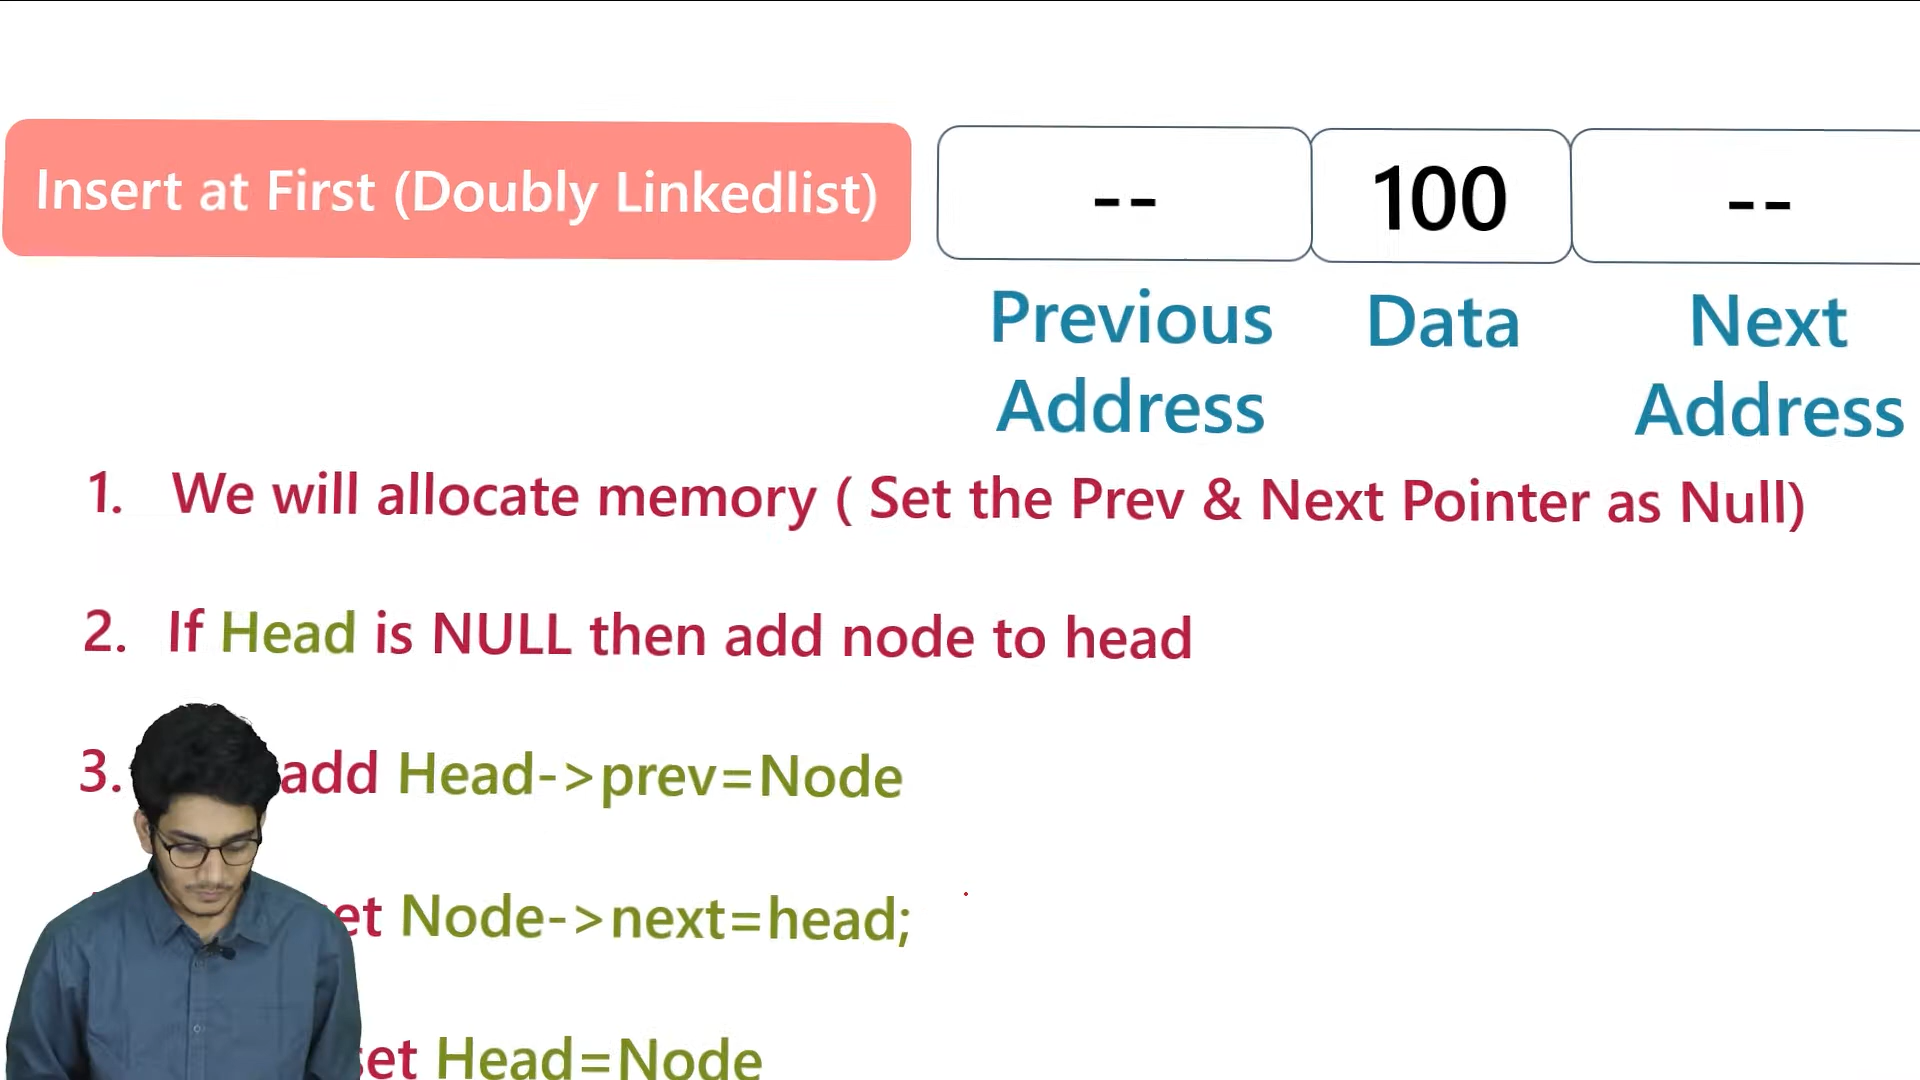 Insert at First (Doubly Linkedlist)
-- 100 --
Previous Address Data Next Address
1. We will allocate memory ( Set the Prev & Next Pointer as Null)
2. If Head is NULL then add node to head
3. add Head->prev=Node
Node->next=head;
set Head=Node